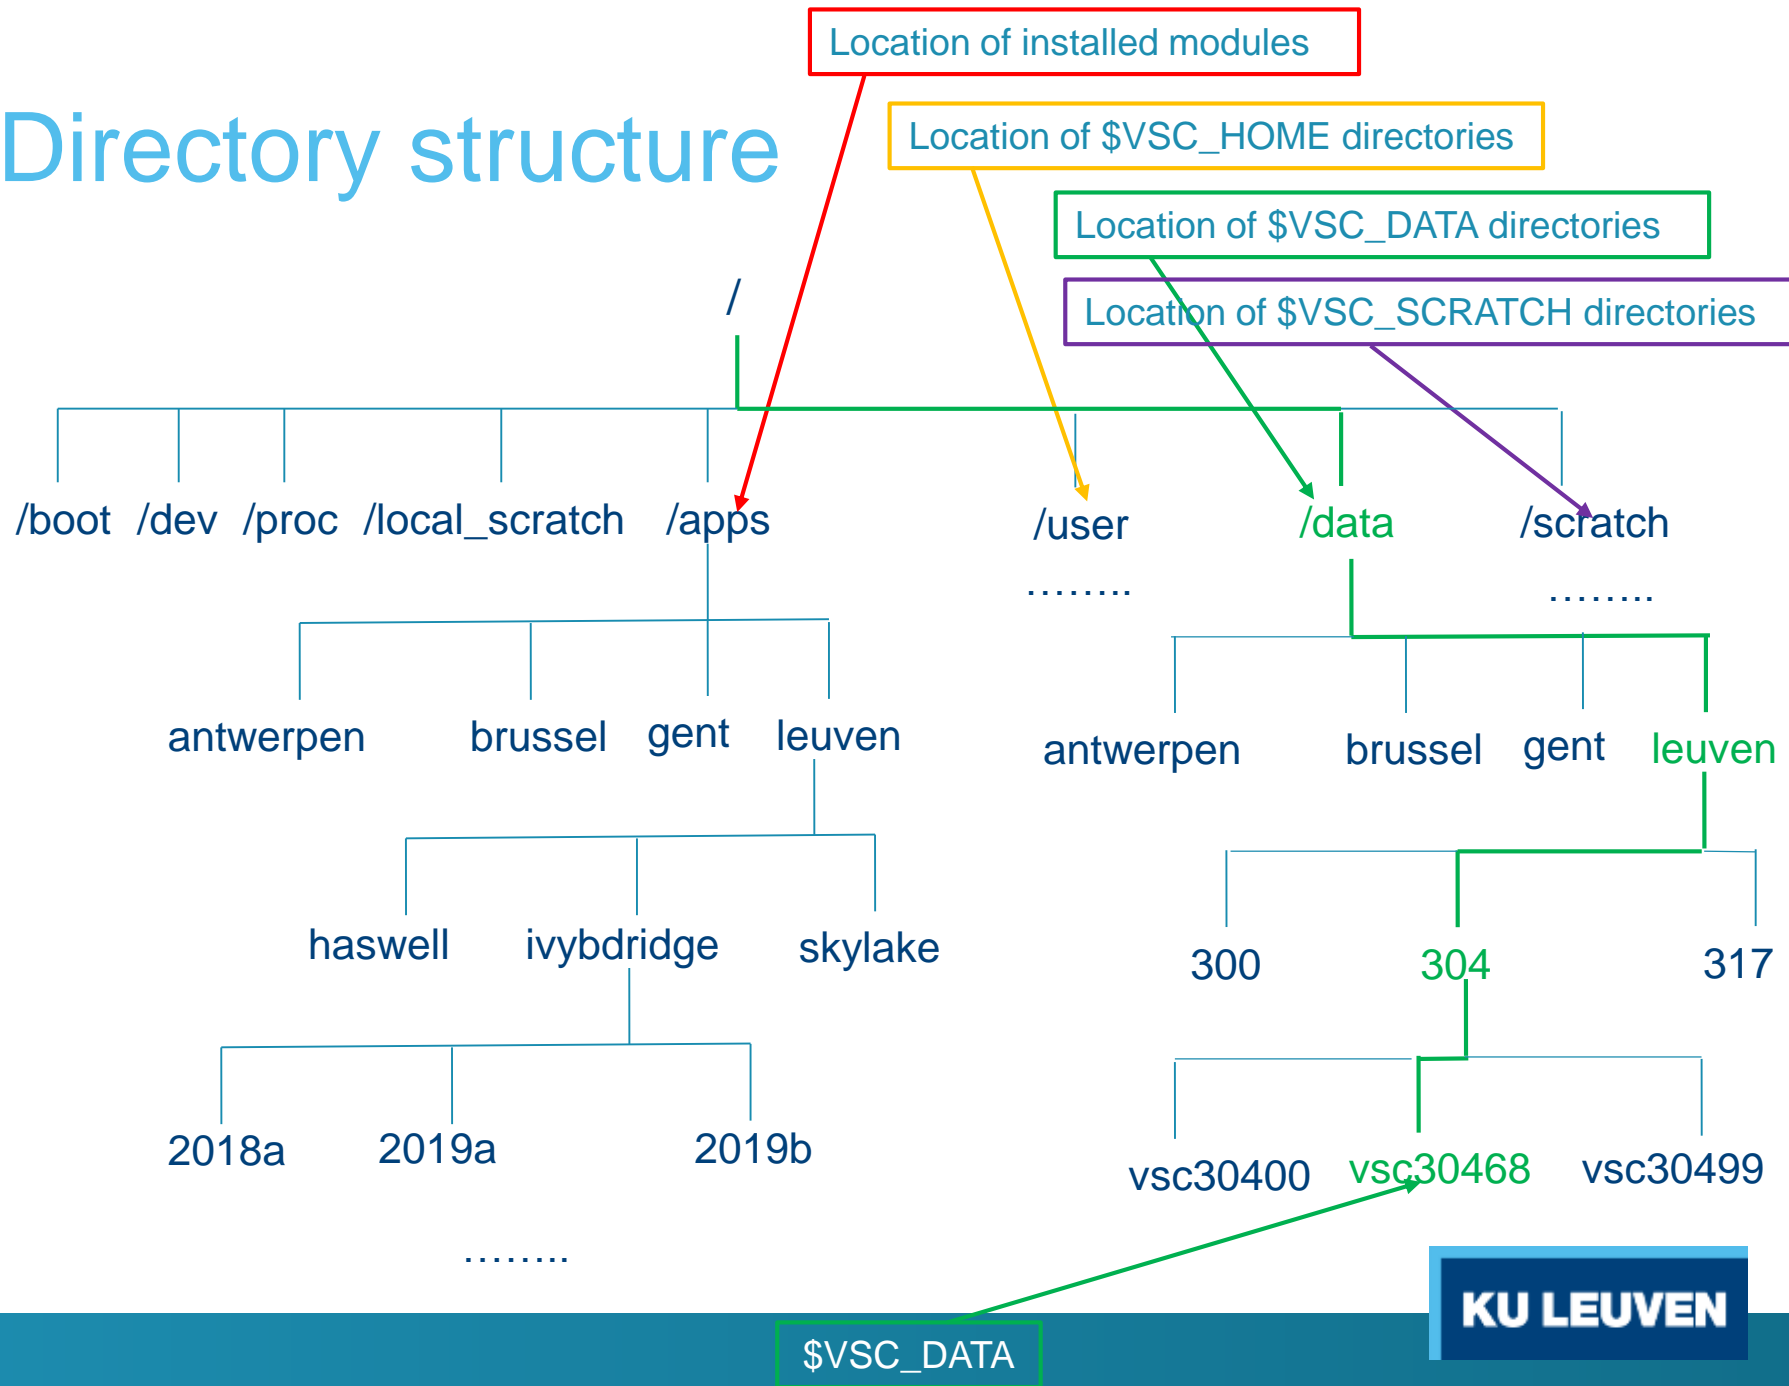 Location of installed modules
Directory structure
Location of $VSC_HOME directories
Location of $VSC_DATA directories
Location of $VSC_SCRATCH directories
/
/boot /dev /proc /local_scratch /apps /user /data /scratch
…….. ……..
antwerpen brussel gent leuven antwerpen brussel gent leuven
haswell ivybdridge skylake 300 304 317
2018a 2019a 2019b vsc30400 vsc30468 vsc30499
……..
KU LEUVEN
$VSC_DATA